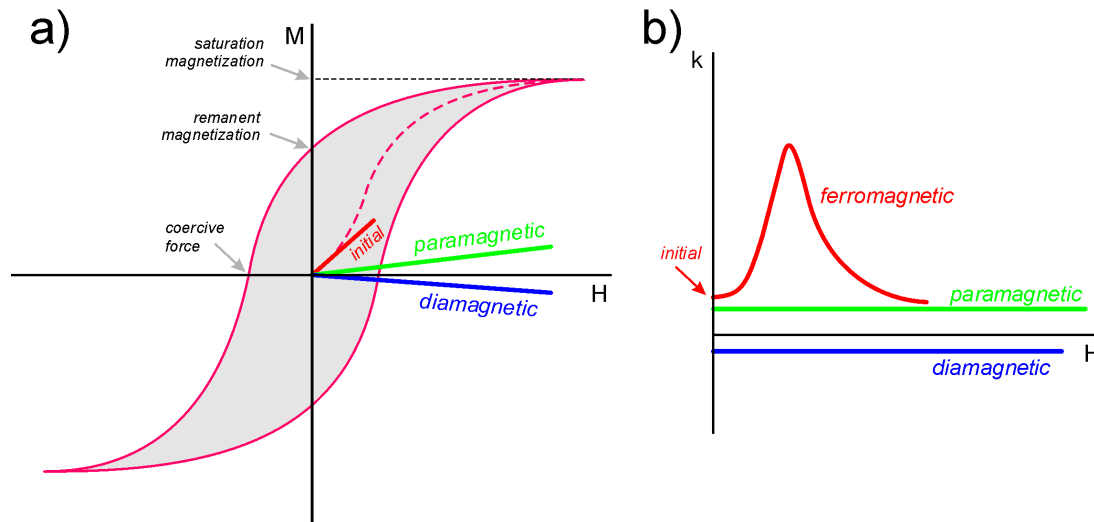 a)
M
saturation
magnetization
remanent
magnetization
coercive
force
initial
paramagnetic
H
diamagnetic
b)
k
ferromagnetic
initial
paramagnetic
H
diamagnetic